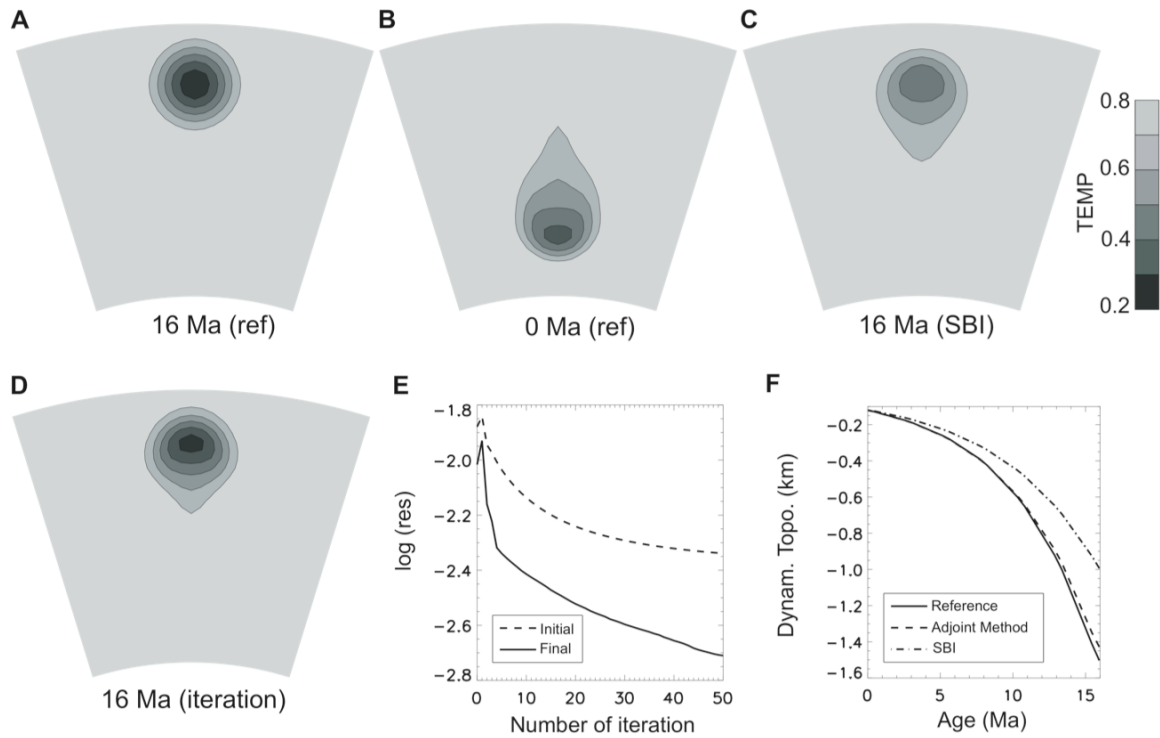 A
B
C
16 Ma (ref)
0 Ma (ref)
16 Ma (SBI)
0.8
0.6
0.4
0.2
TEMP
D
16 Ma (iteration)
E
−1.8
−2.0
−2.2
−2.4
−2.6
−2.8
log (res)
Initial
Final
0 10 20 30 40 50
Number of iteration
F
−0.2
−0.4
−0.6
−0.8
−1.0
−1.2
−1.4
−1.6
Dynam. Topo. (km)
Reference
Adjoint Method
SBI
0 5 10 15
Age (Ma)